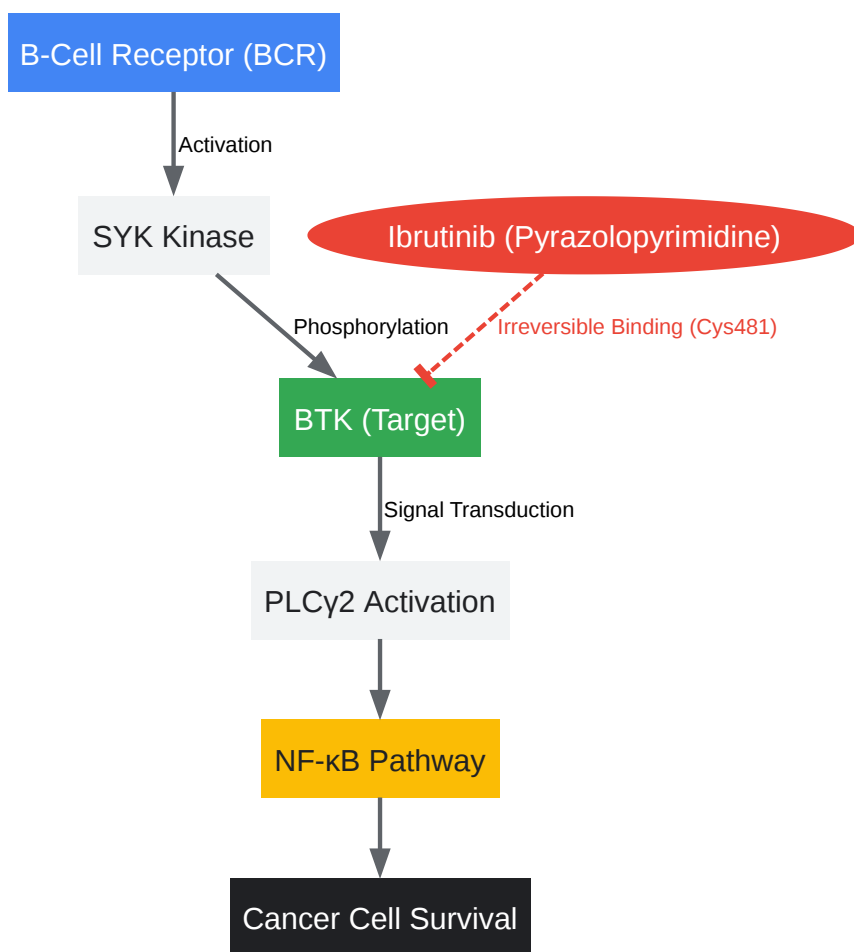 B-Cell Receptor (BCR)
Activation
SYK Kinase
Ibrutinib (Pyrazolopyrimidine)
Phosphorylation
Irreversible Binding (Cys481)
BTK (Target)
Signal Transduction
PLCγ2 Activation
NF-κB Pathway
Cancer Cell Survival